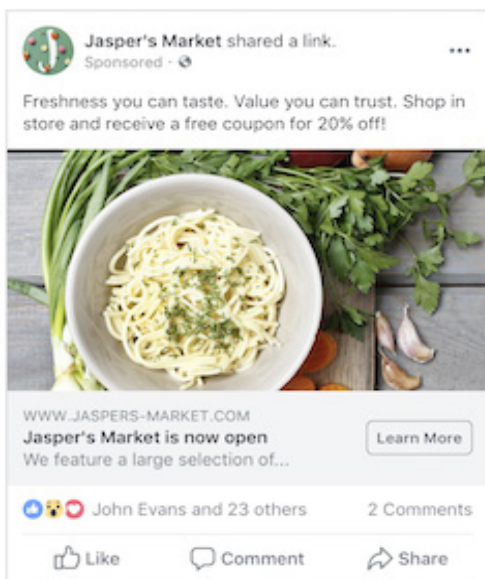 Jasper's Market shared a link.
Sponsored ·
Freshness you can taste. Value you can trust. Shop in
store and receive a free coupon for 20% off!
WWW.JASPERS-MARKET.COM
Jasper's Market is now open
We feature a large selection of...
Learn More
John Evans and 23 others
2 Comments
Like
Comment
Share